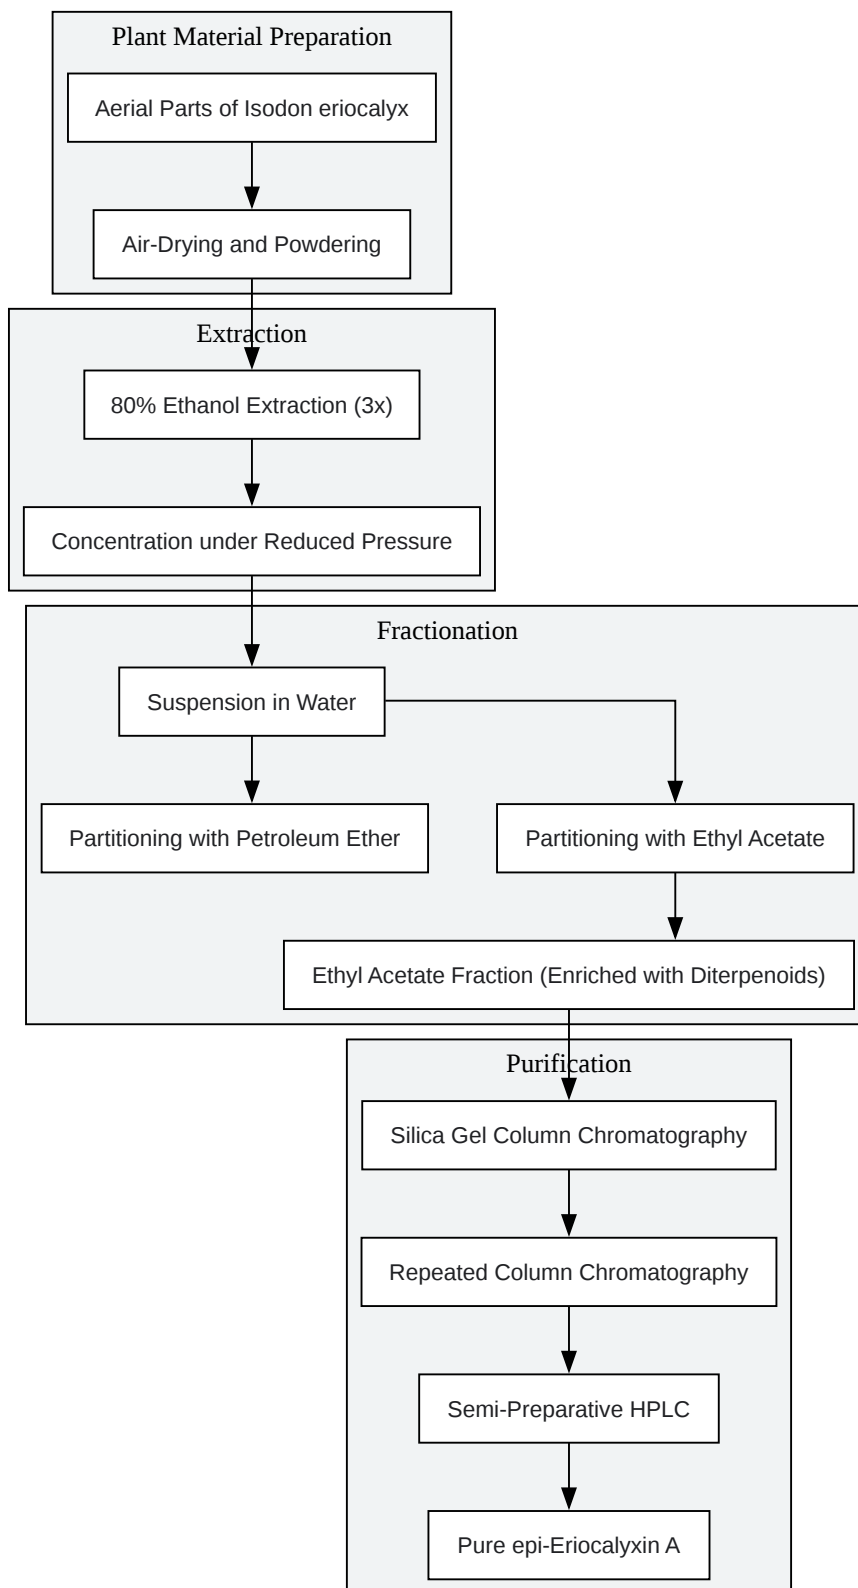 Plant Material Preparation
Aerial Parts of Isodon eriocalyx
Air-Drying and Powdering
Extraction
80% Ethanol Extraction (3x)
Concentration under Reduced Pressure
Fractionation
Suspension in Water
Partitioning with Petroleum Ether
Partitioning with Ethyl Acetate
Ethyl Acetate Fraction (Enriched with Diterpenoids)
Purification
Silica Gel Column Chromatography
Repeated Column Chromatography
Semi-Preparative HPLC
Pure epi-Eriocalyxin A